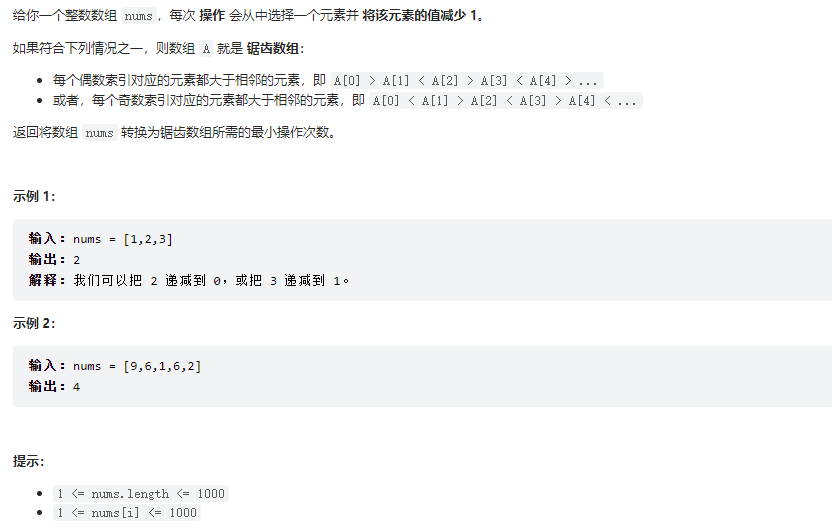 给你一个整数数组 nums，每次 操作 会从中选择一个元素并 将该元素的值减少 1。
如果符合下列情况之一，则数组 A 就是 锯齿数组：
• 每个偶数索引对应的元素都大于相邻的元素，即 A[0] > A[1] < A[2] > A[3] < A[4] > ...
• 或者，每个奇数索引对应的元素都大于相邻的元素，即 A[0] < A[1] > A[2] < A[3] > A[4] < ...
返回将数组 nums 转换为锯齿数组所需的最小操作次数。
示例 1：
输入：nums = [1,2,3]
输出：2
解释：我们可以把 2 递减到 0，或把 3 递减到 1。
示例 2：
输入：nums = [9,6,1,6,2]
输出：4
提示：
• 1 <= nums.length <= 1000
• 1 <= nums[i] <= 1000